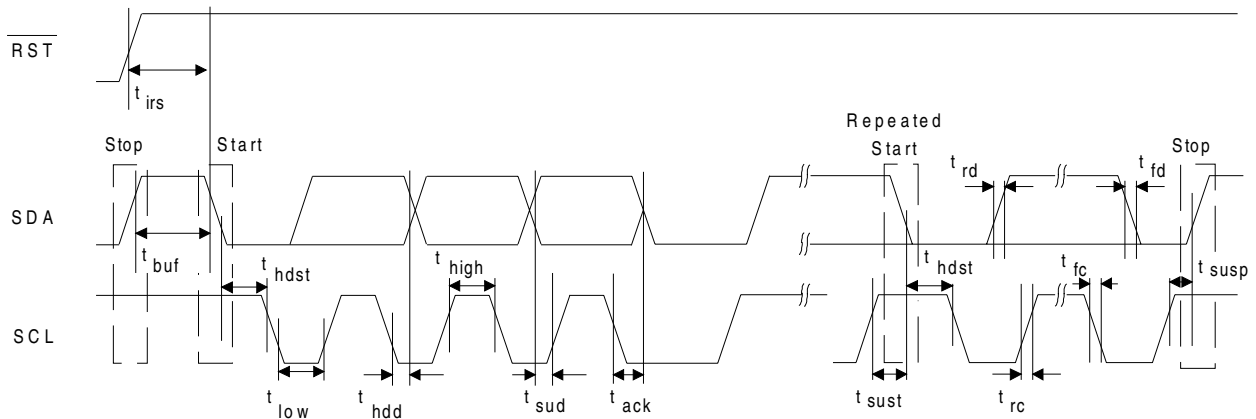 RST
t irs
Repeated
Stop Start Start Stop
t rd t fd
SDA
t buf t hdst t high t hdst t fc t susp
SCL
t low t hdd t sud t ack t sust t rc